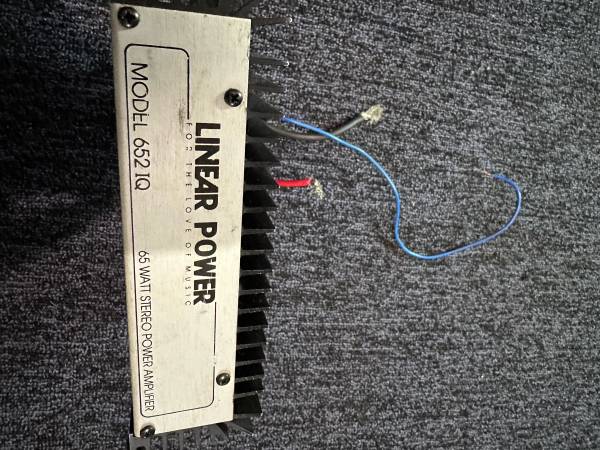 LINEAR POWER
FOR THE LOVE OF MUSIC
MODEL 652 IQ
65 WATT STEREO POWER AMPLIFIER